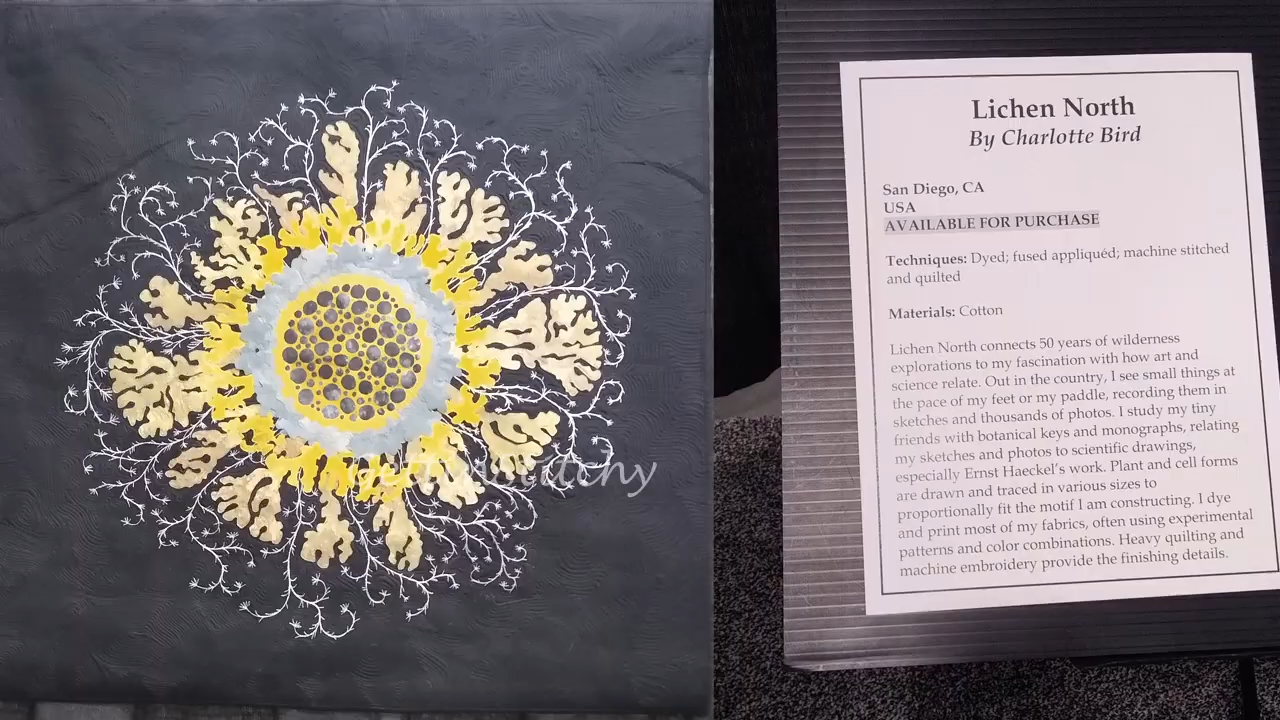 Jettonstitchy
Lichen North
By Charlotte Bird
San Diego, CA
USA
AVAILABLE FOR PURCHASE
Techniques: Dyed; fused appliquéd; machine stitched
and quilted
Materials: Cotton
Lichen North connects 50 years of wilderness
explorations to my fascination with how art and
science relate. Out in the country, I see small things at
the pace of my feet or my paddle, recording them in
sketches and thousands of photos. I study my tiny
friends with botanical keys and monographs, relating
my sketches and photos to scientific drawings,
especially Ernst Haeckel's work. Plant and cell forms
are drawn and traced in various sizes to
proportionally fit the motif I am constructing. I dye
and print most of my fabrics, often using experimental
patterns and color combinations. Heavy quilting and
machine embroidery provide the finishing details.